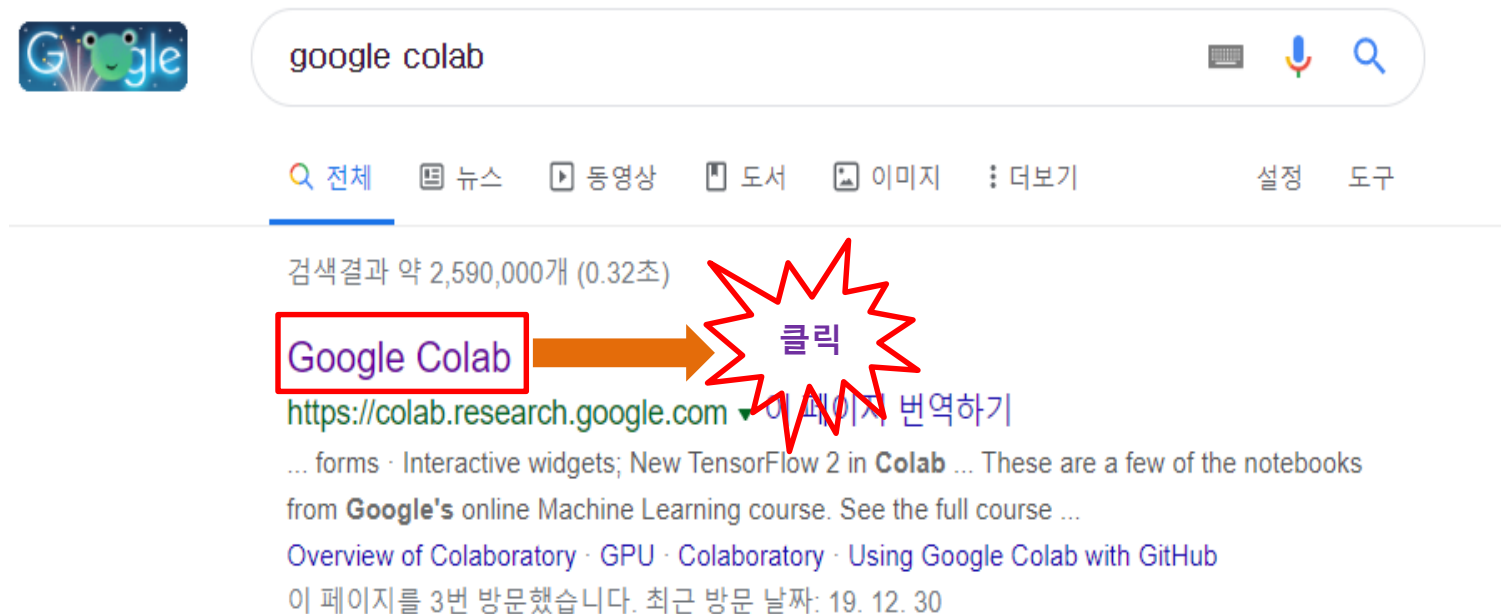 Google
google colab
전체 뉴스 동영상 도서 이미지 더보기 설정 도구
검색결과 약 2,590,000개 (0.32초)
클릭
Google Colab
https://colab.research.google.com ▾ 이 페이지 번역하기
... forms · Interactive widgets; New TensorFlow 2 in Colab ... These are a few of the notebooks
from Google's online Machine Learning course. See the full course ...
Overview of Colaboratory · GPU · Colaboratory · Using Google Colab with GitHub
이 페이지를 3번 방문했습니다. 최근 방문 날짜: 19. 12. 30